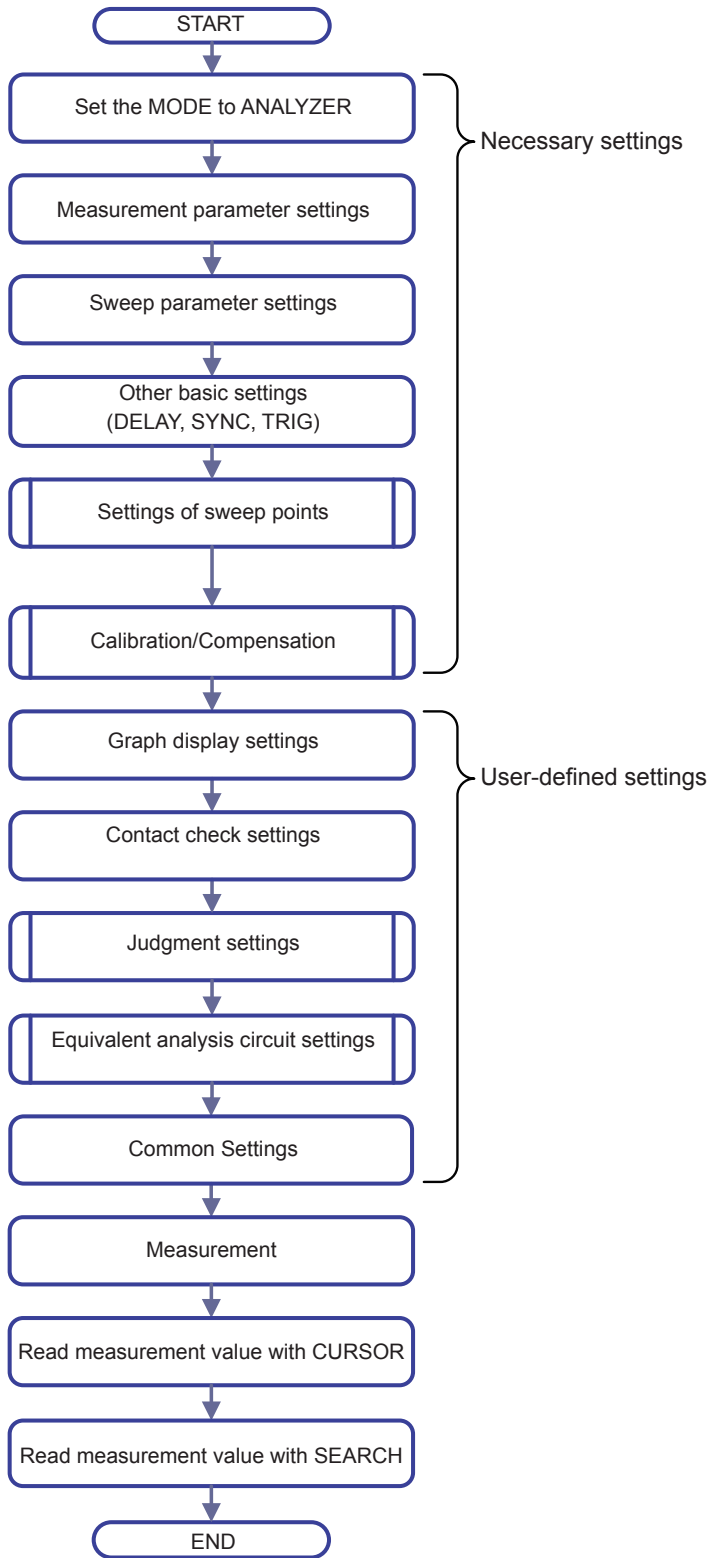 START
Set the MODE to ANALYZER
Necessary settings
Measurement parameter settings
Sweep parameter settings
Other basic settings
(DELAY, SYNC, TRIG)
Settings of sweep points
Calibration/Compensation
Graph display settings
User-defined settings
Contact check settings
Judgment settings
Equivalent analysis circuit settings
Common Settings
Measurement
Read measurement value with CURSOR
Read measurement value with SEARCH
END